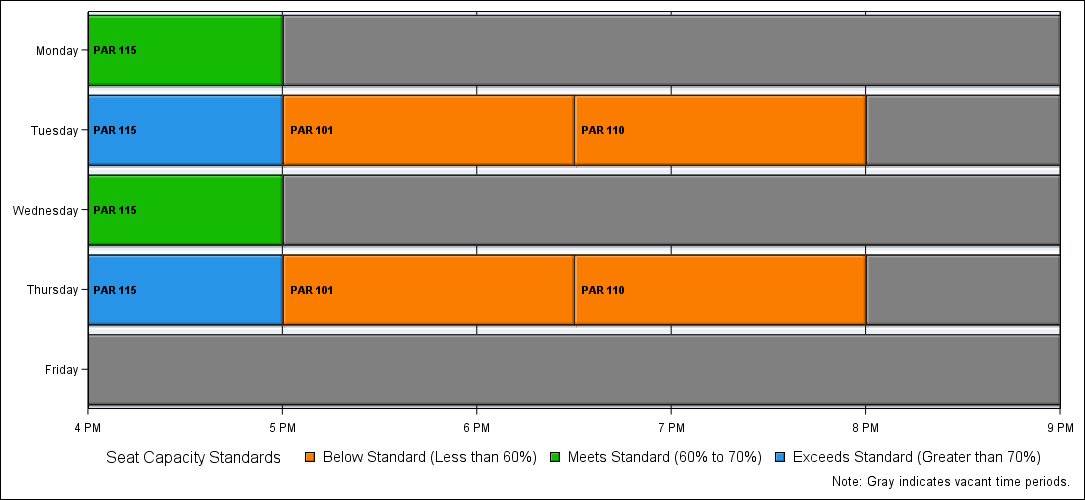 Monday PAR 115
Tuesday PAR 115 PAR 101 PAR 110
Wednesday PAR 115
Thursday PAR 115 PAR 101 PAR 110
Friday
4 PM 5 PM 6 PM 7 PM 8 PM 9 PM
Seat Capacity Standards Below Standard (Less than 60%) Meets Standard (60% to 70%) Exceeds Standard (Greater than 70%)
Note: Gray indicates vacant time periods.